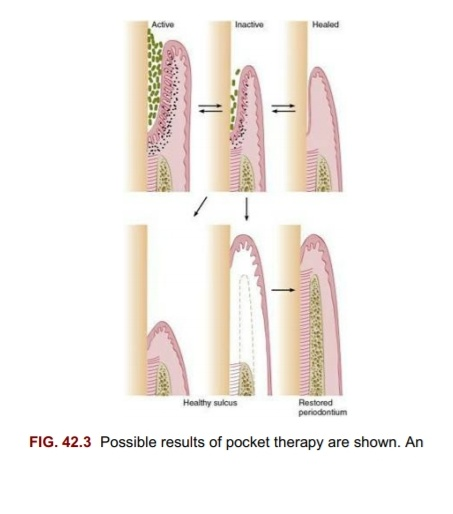 Active Inactive Healed
Healthy sulcus Restored
periodontium
FIG. 42.3 Possible results of pocket therapy are shown. An